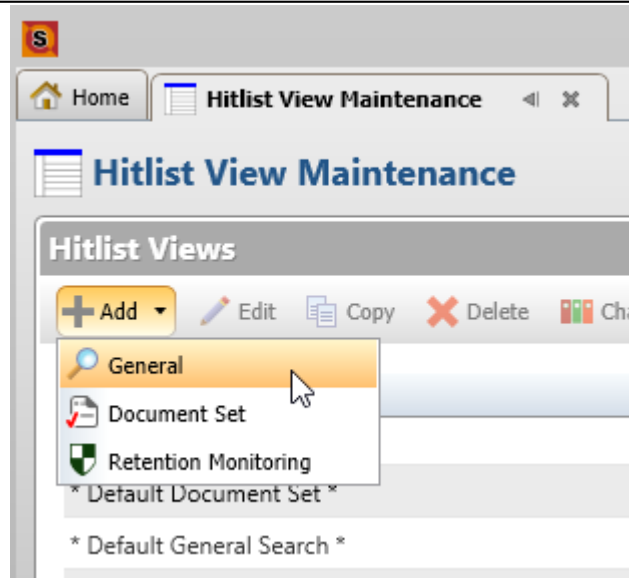 S
Home Hitlist View Maintenance
Hitlist View Maintenance
Hitlist Views
Add Edit Copy Delete
General
Document Set
Retention Monitoring
* Default Document Set *
* Default General Search *